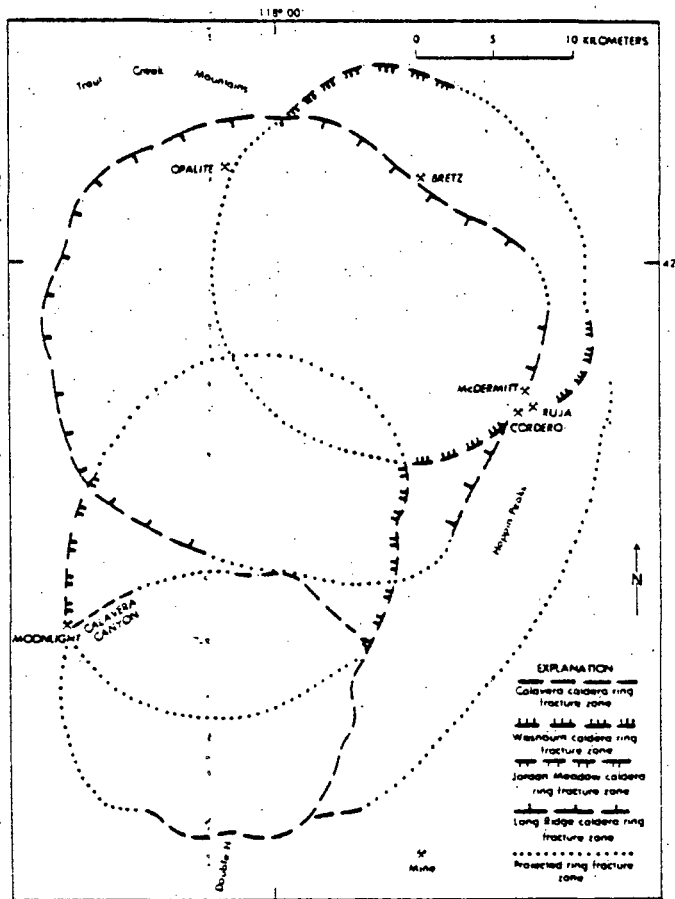 118° 00'
0 5 10 KILOMETERS
Trout Creek Mountains
OPALITE
BRETZ
42
McDERMITT
RUJA
CORDERO
Hoppin Peaks
N
MOONLIGHT
CALAVERA
CANYON
Double H
Mine
EXPLANATION
Calavera caldera ring
fracture zone
Washburn caldera ring
fracture zone
Jordan Meadow caldera
ring fracture zone
Long Ridge caldera ring
fracture zone
Projected ring fracture
zone